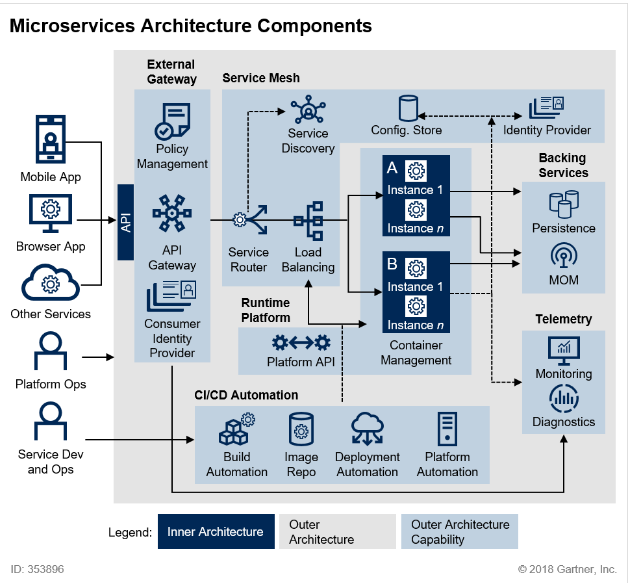 Microservices Architecture Components
External
Gateway
Service Mesh
Policy
Management
Service
Discovery
Config. Store
Identity Provider
Mobile App
Browser App
Other Services
API
API
Gateway
Service
Router
Load
Balancing
A
Instance 1
Instance n
B
Instance 1
Instance n
Container
Management
Backing
Services
Persistence
MOM
Consumer
Identity
Provider
Runtime
Platform
Platform API
Telemetry
Monitoring
Diagnostics
Platform Ops
Service Dev
and Ops
CI/CD Automation
Build
Automation
Image
Repo
Deployment
Automation
Platform
Automation
Legend:
Inner Architecture
Outer
Architecture
Outer Architecture
Capability
ID: 353896
© 2018 Gartner, Inc.